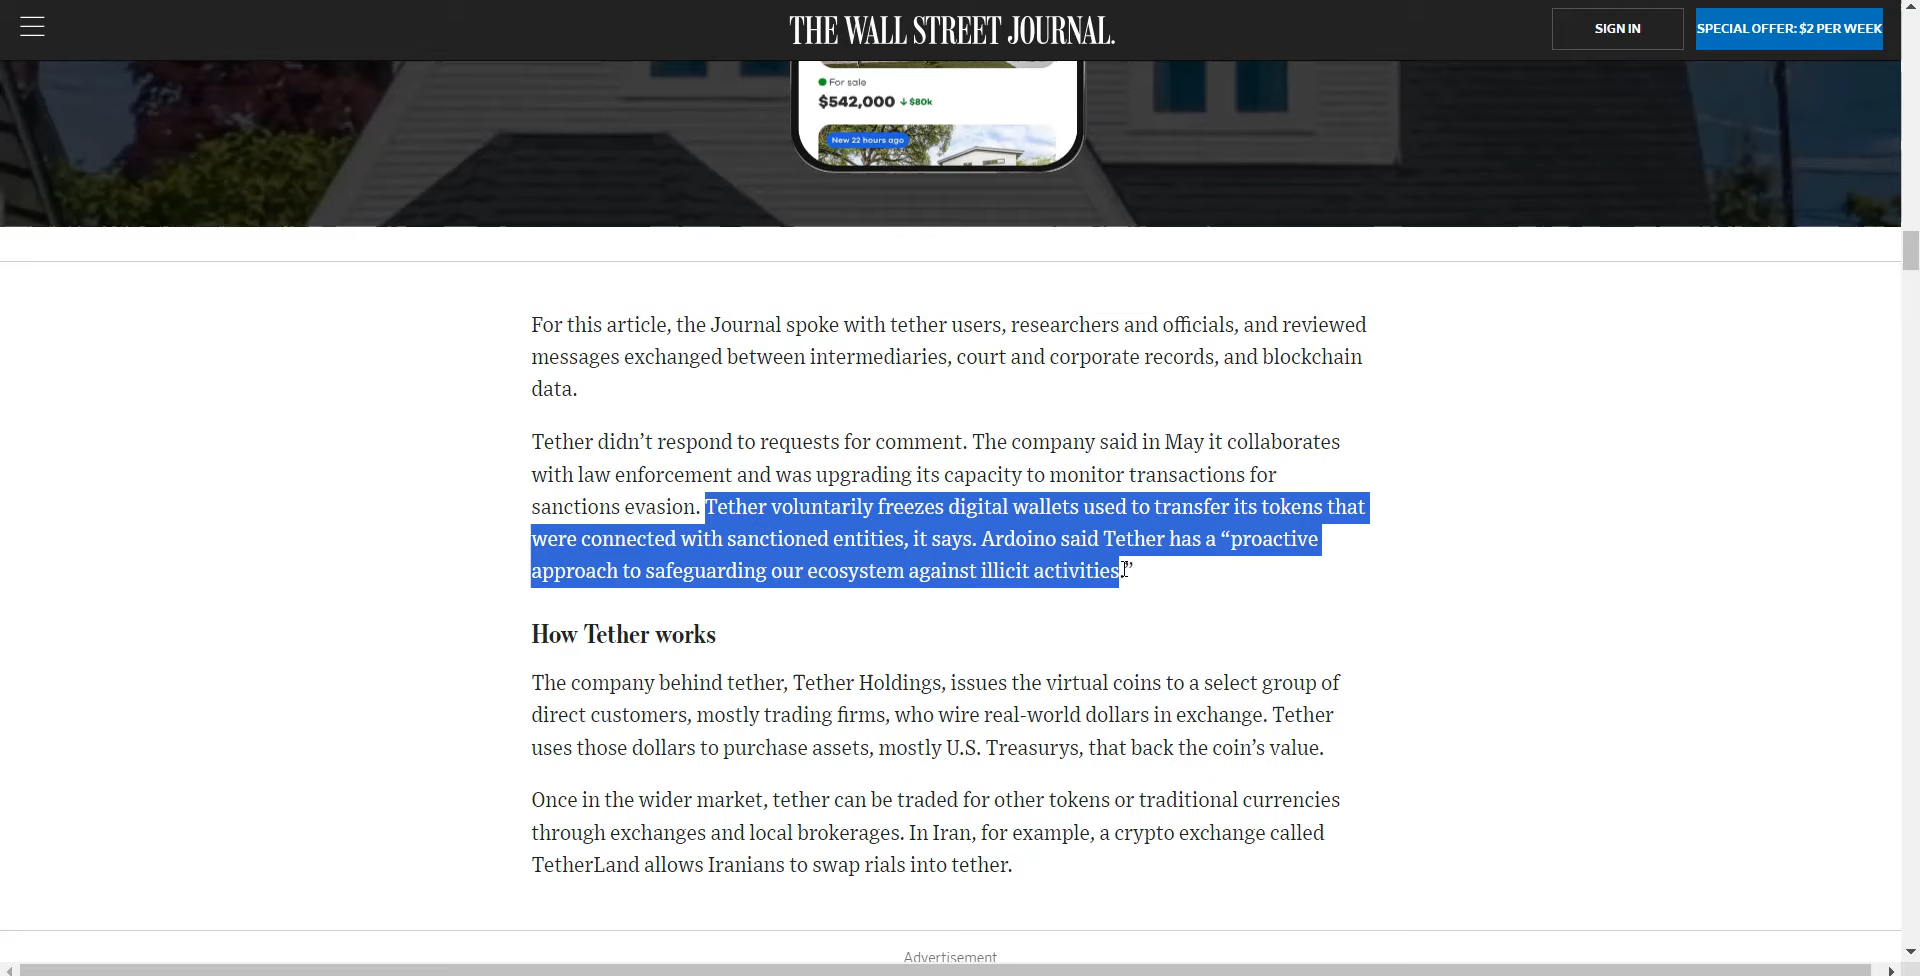 THE WALL STREET JOURNAL.
SIGN IN
SPECIAL OFFER: $2 PER WEEK
For sale
$542,000 ↓ $80k
New 22 hours ago
For this article, the Journal spoke with tether users, researchers and officials, and reviewed
messages exchanged between intermediaries, court and corporate records, and blockchain
data.
Tether didn’t respond to requests for comment. The company said in May it collaborates
with law enforcement and was upgrading its capacity to monitor transactions for
sanctions evasion. Tether voluntarily freezes digital wallets used to transfer its tokens that
were connected with sanctioned entities, it says. Ardoino said Tether has a “proactive
approach to safeguarding our ecosystem against illicit activities.”
How Tether works
The company behind tether, Tether Holdings, issues the virtual coins to a select group of
direct customers, mostly trading firms, who wire real-world dollars in exchange. Tether
uses those dollars to purchase assets, mostly U.S. Treasurys, that back the coin’s value.
Once in the wider market, tether can be traded for other tokens or traditional currencies
through exchanges and local brokerages. In Iran, for example, a crypto exchange called
TetherLand allows Iranians to swap rials into tether.
Advertisement